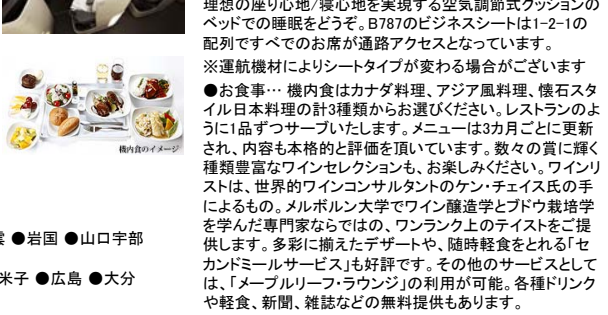 理想の座り心地/寝心地を実現する空気調節式クッションの
ベッドでの睡眠をどうぞ。B787のビジネスシートは1-2-1の
配列ですべてのお席が通路アクセスとなっています。
※運航機材によりシートタイプが変わる場合がございます
●お食事… 機内食はカナダ料理、アジア風料理、懐石スタ
イル日本料理の計3種類からお選びください。レストランのよ
うに1品ずつサーブいたします。メニューは3カ月ごとに更新
され、内容も本格的と評価を頂いています。数々の賞に輝く
種類豊富なワインセレクションも、お楽しみください。ワインリ
ストは、世界的ワインコンサルタントのケン・チェイス氏の手
によるもの。メルボルン大学でワイン醸造学とブドウ栽培学
を学んだ専門家ならではの、ワンランク上のテイストをご提
供します。多彩に揃えたデザートや、随時軽食をとれる「セ
カンドミールサービス」も好評です。その他のサービスとして
は、「メープルリーフ・ラウンジ」の利用が可能。各種ドリンク
や軽食、新聞、雑誌などの無料提供もあります。
機内食のイメージ
●岩国 ●山口宇部
米子 ●広島 ●大分